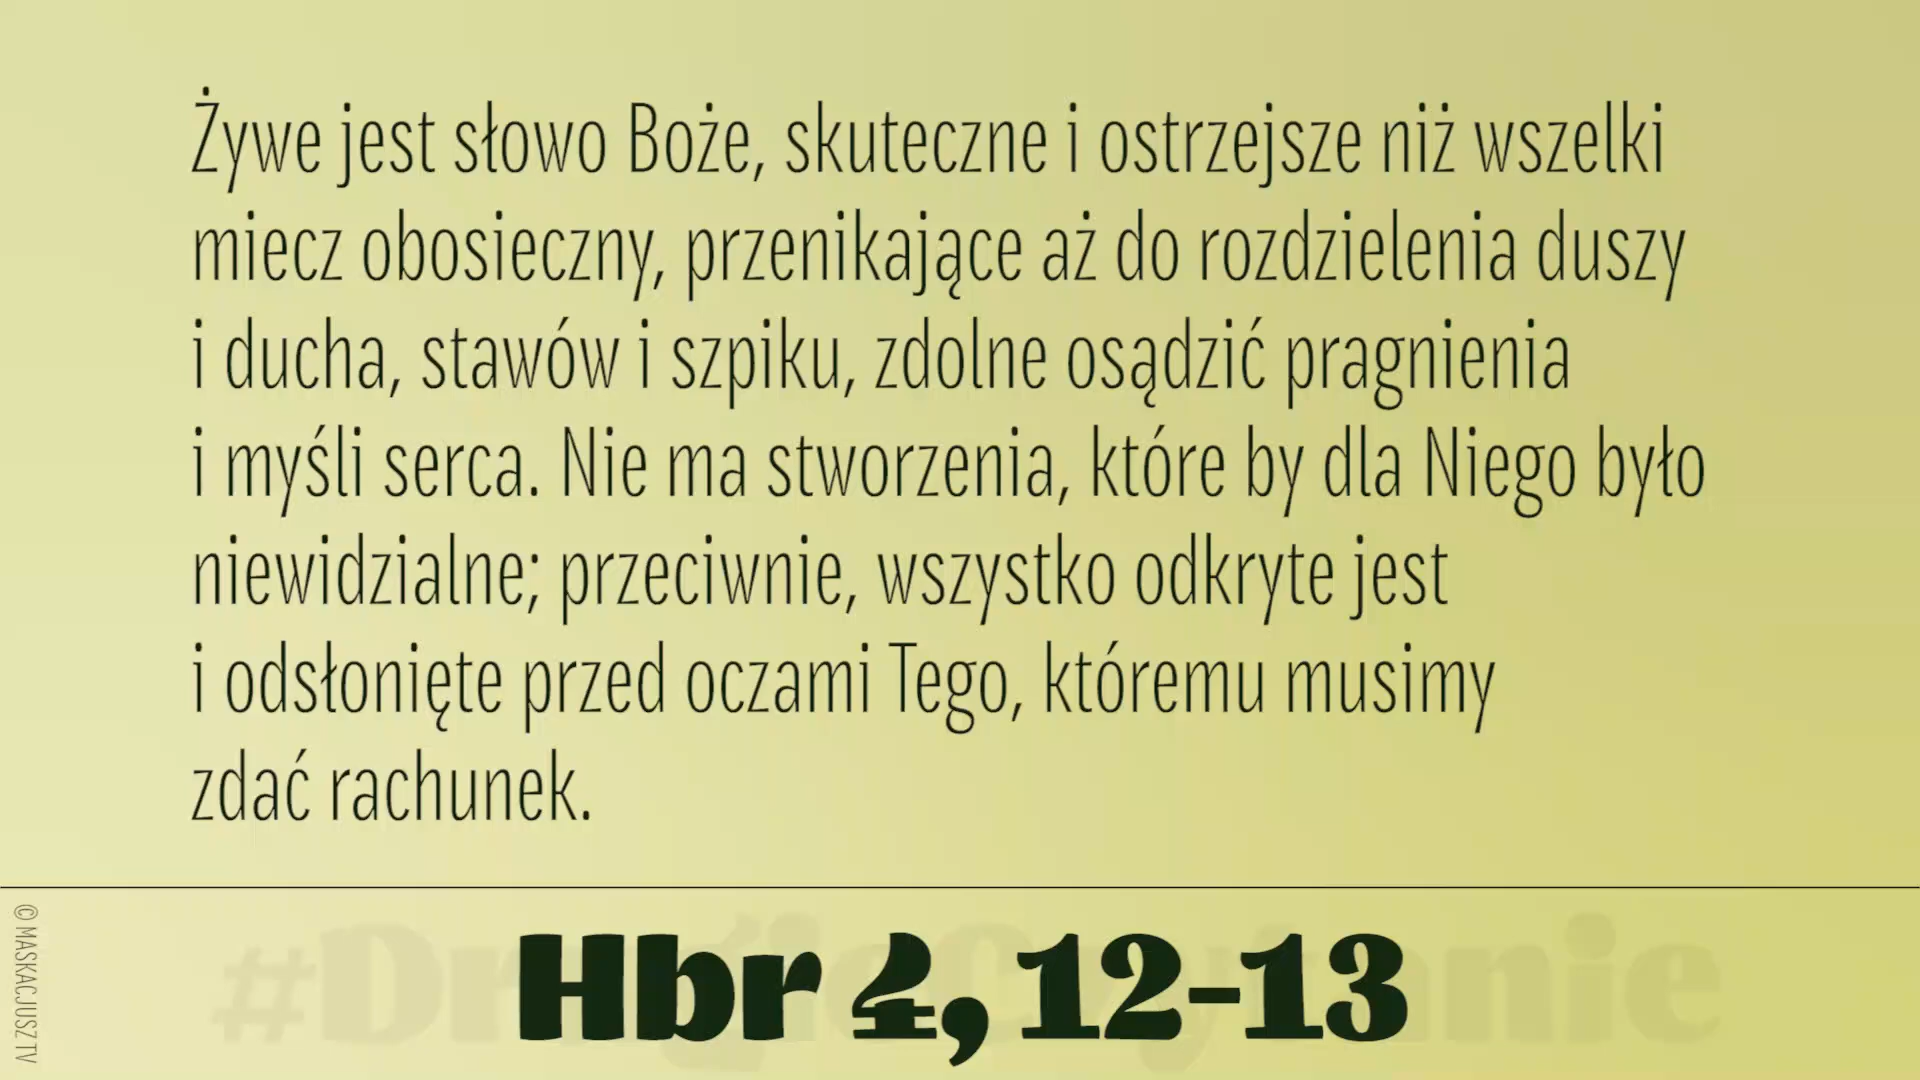 Żywe jest słowo Boże, skuteczne i ostrzejsze niż wszelki
miecz obosieczny, przenikające aż do rozdzielenia duszy
i ducha, stawów i szpiku, zdolne osądzić pragnienia
i myśli serca. Nie ma stworzenia, które by dla Niego było
niewidzialne; przeciwnie, wszystko odkryte jest
i odsłonięte przed oczami Tego, któremu musimy
zdać rachunek.
#DrugieCzytanie
Hbr 4, 12-13
© MASKACJUSZ TV